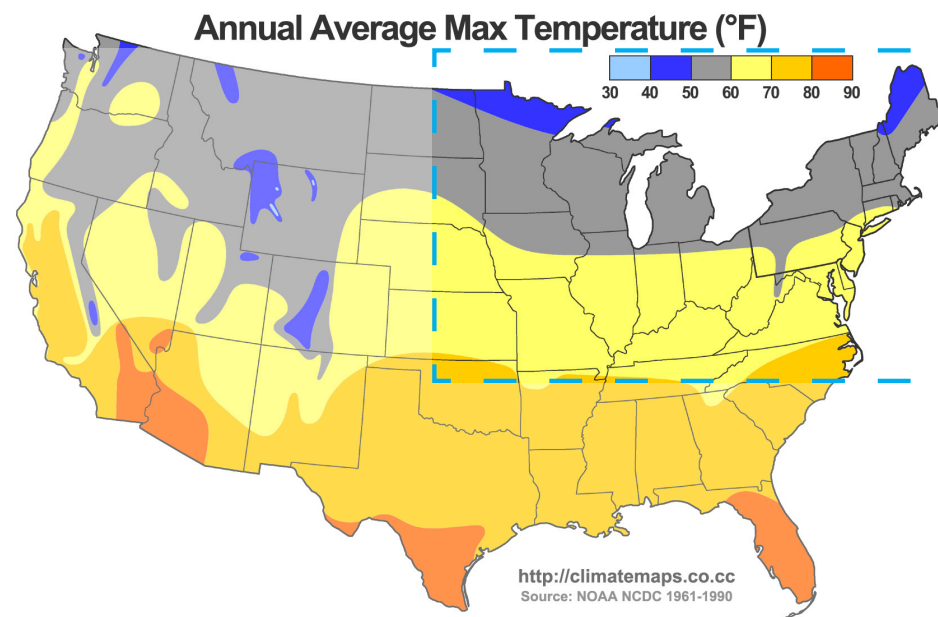 Annual Average Max Temperature (°F)
30 40 50 60 70 80 90
http://climatemaps.co.cc
Source: NOAA NCDC 1961-1990